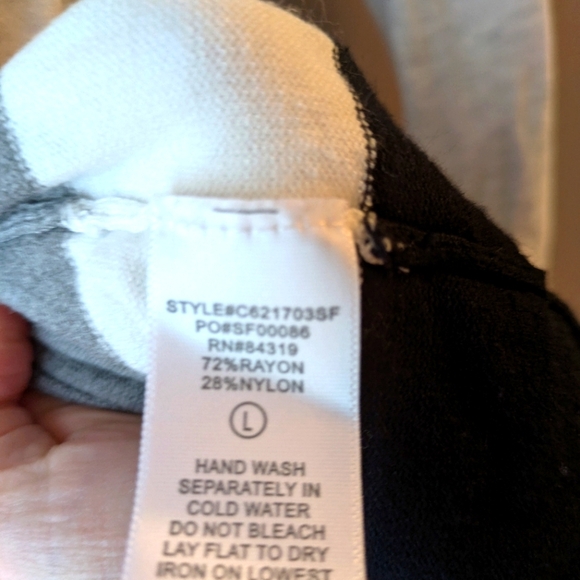 STYLE#C621703SF
PO#SF00086
RN#84319
72%RAYON
28%NYLON
L
HAND WASH
SEPARATELY IN
COLD WATER
DO NOT BLEACH
LAY FLAT TO DRY
IRON ON LOWEST